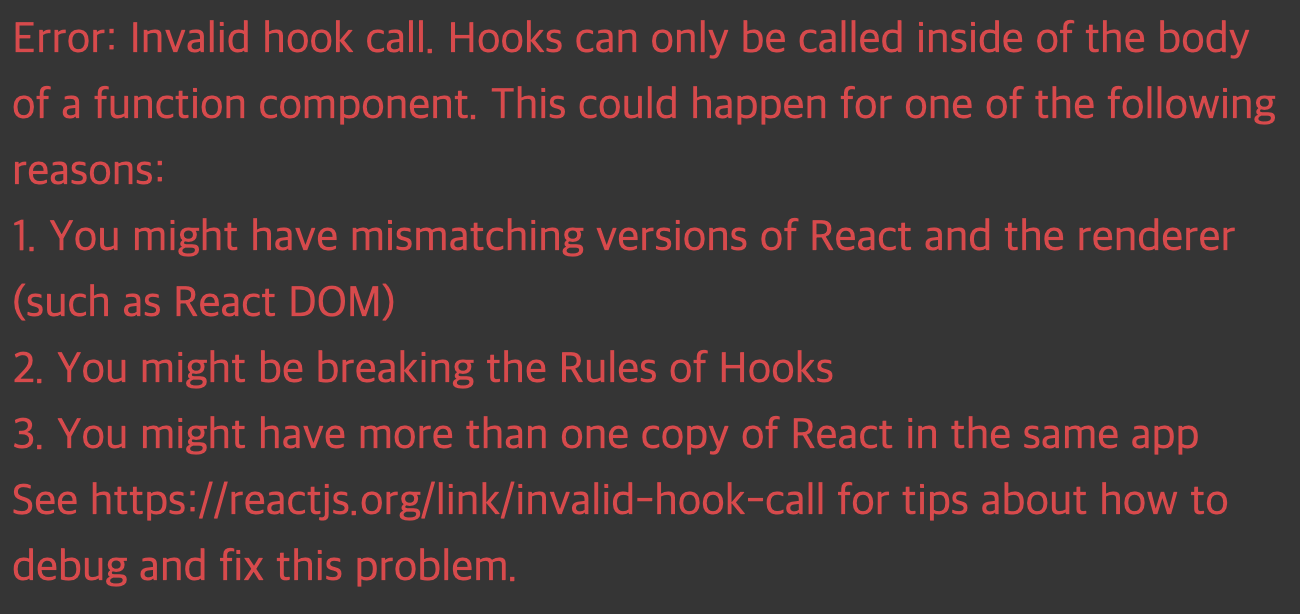 Error: Invalid hook call. Hooks can only be called inside of the body
of a function component. This could happen for one of the following
reasons:
1. You might have mismatching versions of React and the renderer
(such as React DOM)
2. You might be breaking the Rules of Hooks
3. You might have more than one copy of React in the same app
See https://reactjs.org/link/invalid-hook-call for tips about how to
debug and fix this problem.